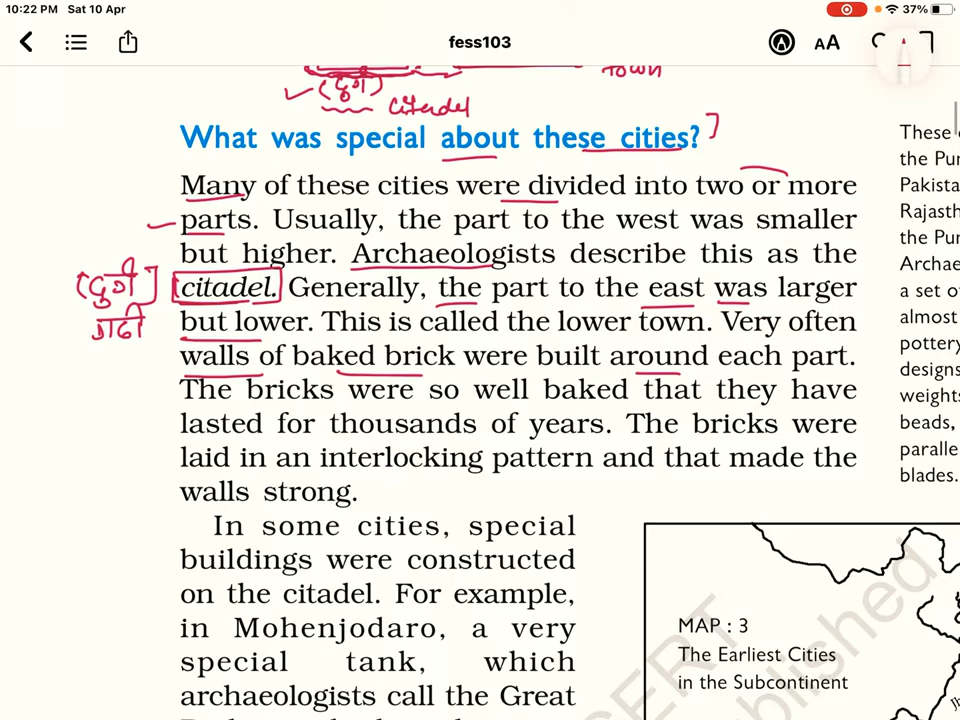 10:22 PM Sat 10 Apr
37%
fess103
AA
Town
(दुर्ग)
citadel
What was special about these cities?
Many of these cities were divided into two or more
parts. Usually, the part to the west was smaller
but higher. Archaeologists describe this as the
citadel. Generally, the part to the east was larger
but lower. This is called the lower town. Very often
walls of baked brick were built around each part.
The bricks were so well baked that they have
lasted for thousands of years. The bricks were
laid in an interlocking pattern and that made the
walls strong.
(दुर्ग)
In some cities, special
buildings were constructed
on the citadel. For example,
in Mohenjodaro, a very
special tank, which
archaeologists call the Great
These
the Pun
Pakista
Rajasth
the Pun
Archae
a set of
almost
pottery
designs
weights
beads,
paralle
blades.
MAP : 3
The Earliest Cities
in the Subcontinent